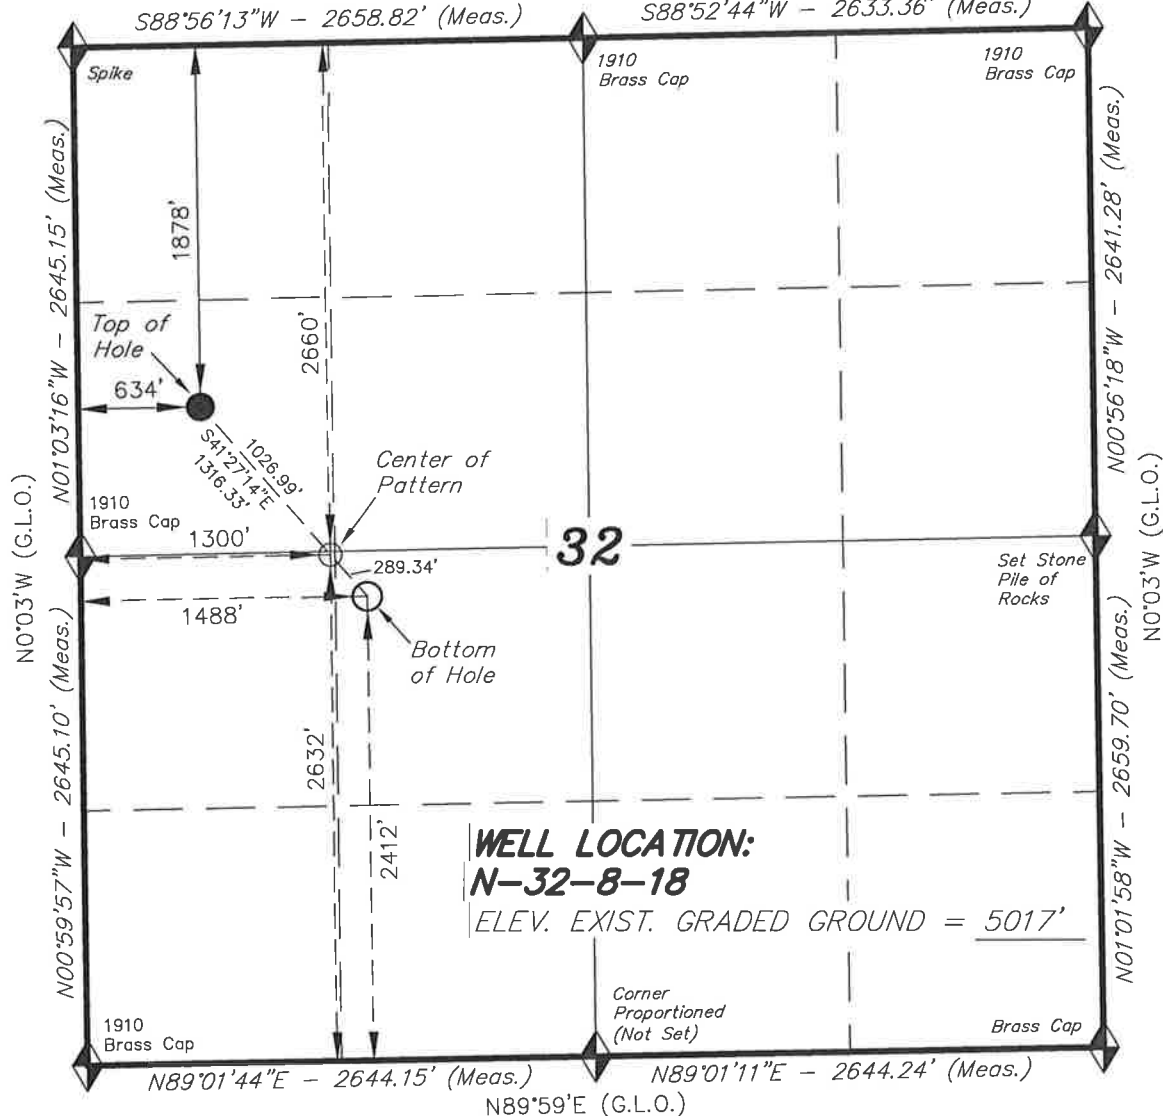 S88°56'13"W – 2658.82' (Meas.)
S88°52'44"W – 2633.36' (Meas.)
Spike
1910
Brass Cap
1910
Brass Cap
N01°03'16"W – 2645.15' (Meas.)
1878'
2660'
N00°56'18"W – 2641.28' (Meas.)
Top of
Hole
634'
1026.99'
S41°27'14"E
1316.33'
Center of
Pattern
1910
Brass Cap
1300'
32
289.34'
1488'
Set Stone
Pile of
Rocks
N0°03'W (G.L.O.)
N0°03'W (G.L.O.)
Bottom
of Hole
N00°59'57"W – 2645.10' (Meas.)
2632'
2412'
N01°01'58"W – 2659.70' (Meas.)
WELL LOCATION:
N–32–8–18
ELEV. EXIST. GRADED GROUND = 5017'
1910
Brass Cap
Corner
Proportioned
(Not Set)
Brass Cap
N89°01'44"E – 2644.15' (Meas.)
N89°01'11"E – 2644.24' (Meas.)
N89°59'E (G.L.O.)